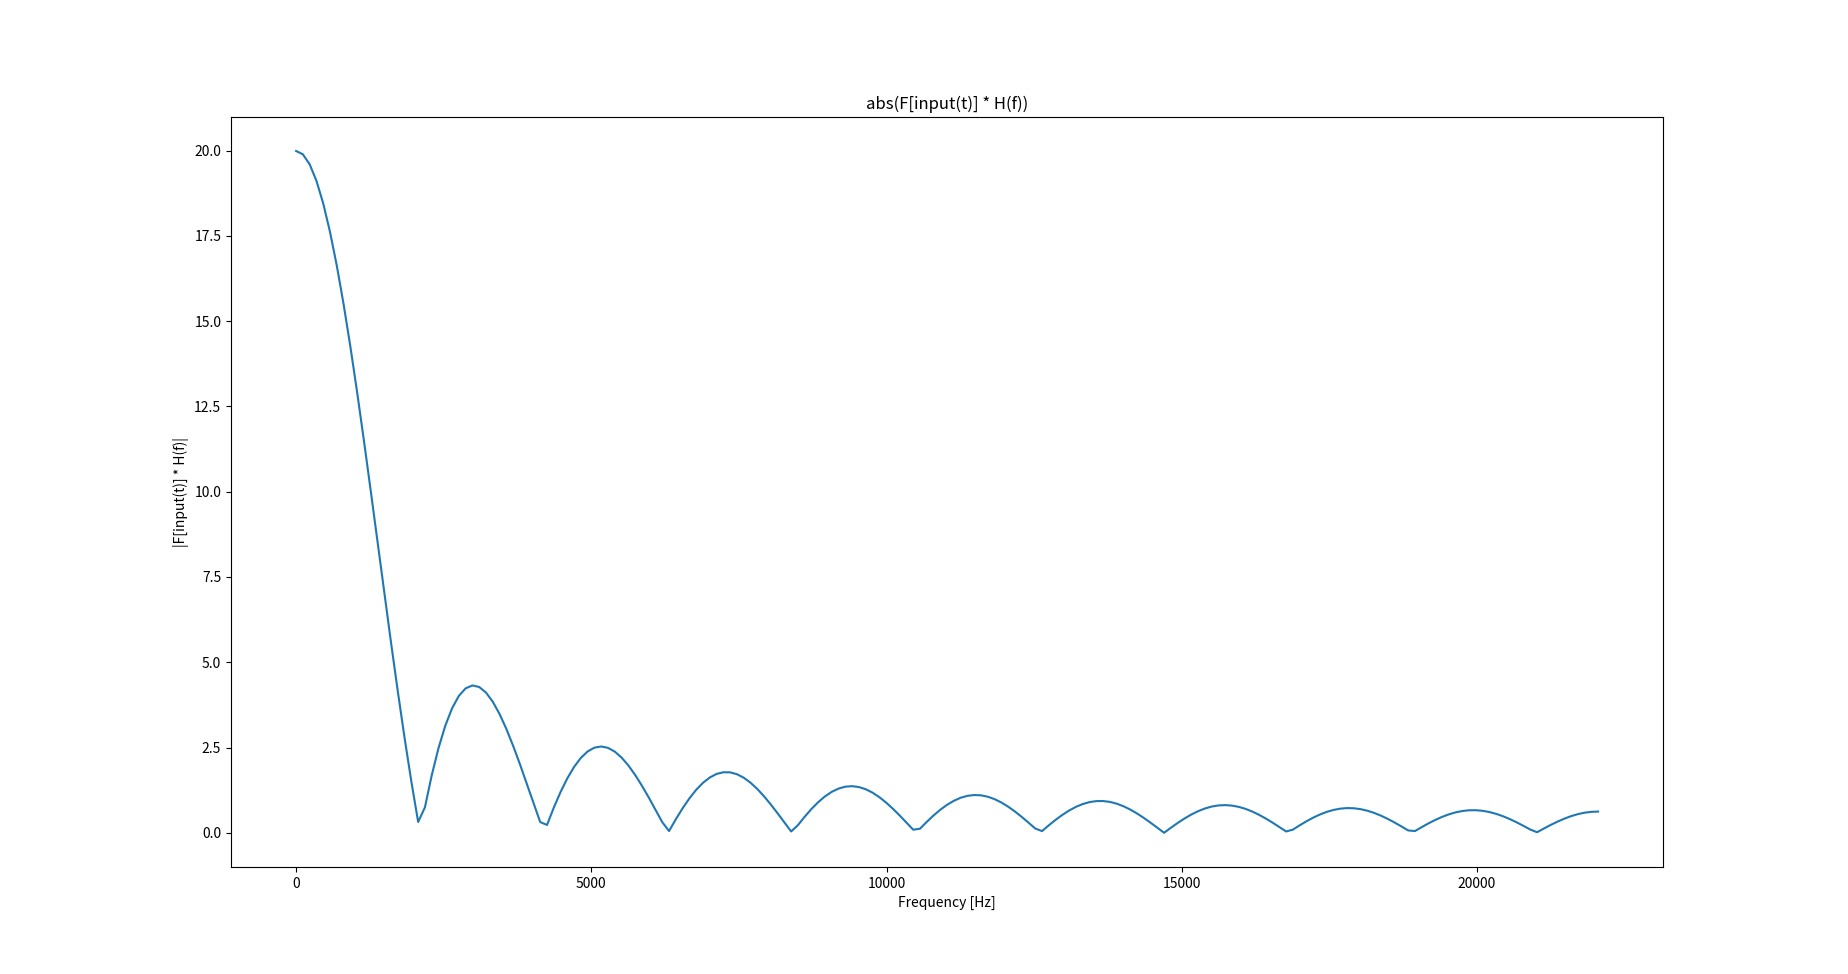 abs(F[input(t)] * H(f))
20.0
17.5
15.0
12.5
10.0
7.5
5.0
2.5
0.0
|F[input(t)] * H(f)|
0 5000 10000 15000 20000
Frequency [Hz]